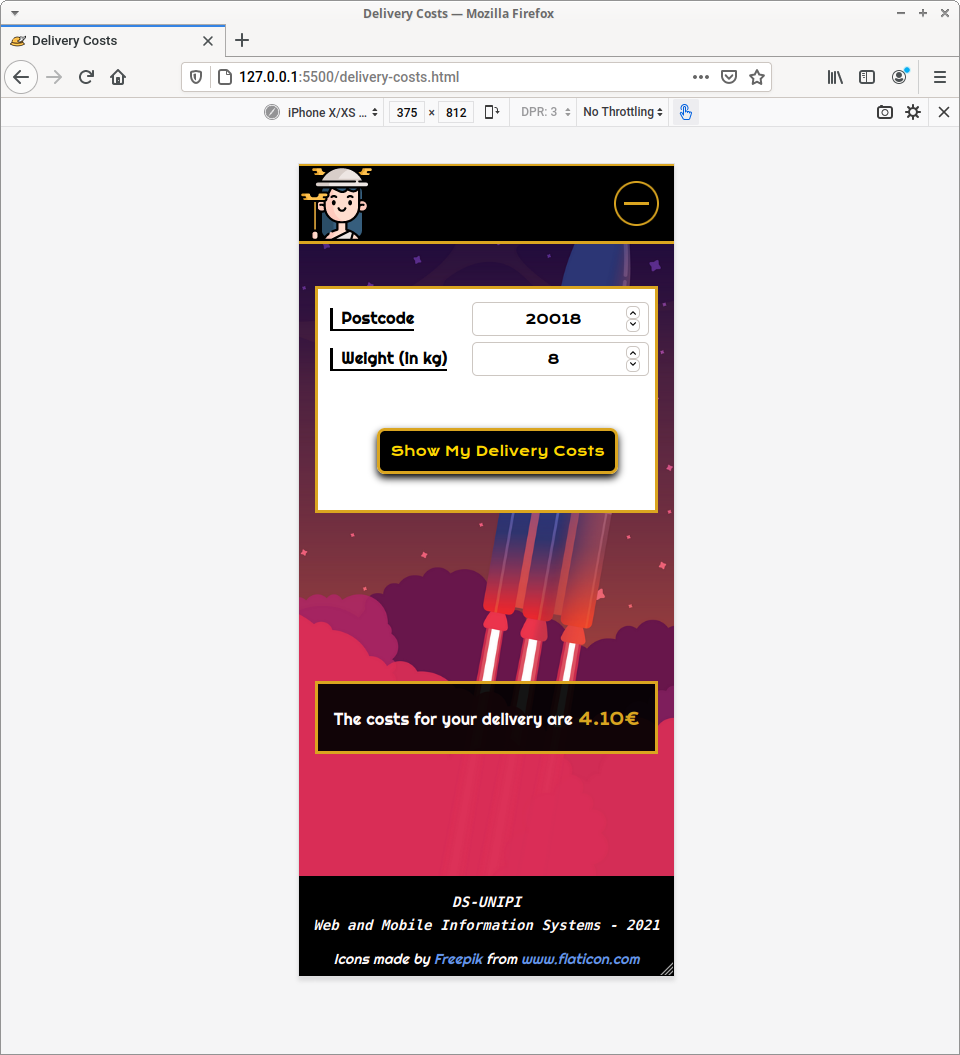 Delivery Costs — Mozilla Firefox
Delivery Costs
127.0.0.1:5500/delivery-costs.html
iPhone X/XS ... 375 × 812 DPR: 3 No Throttling
Postcode 20018
Weight (in kg) 8
Show My Delivery Costs
The costs for your delivery are 4.10€
DS-UNIPI
Web and Mobile Information Systems - 2021
Icons made by Freepik from www.flaticon.com